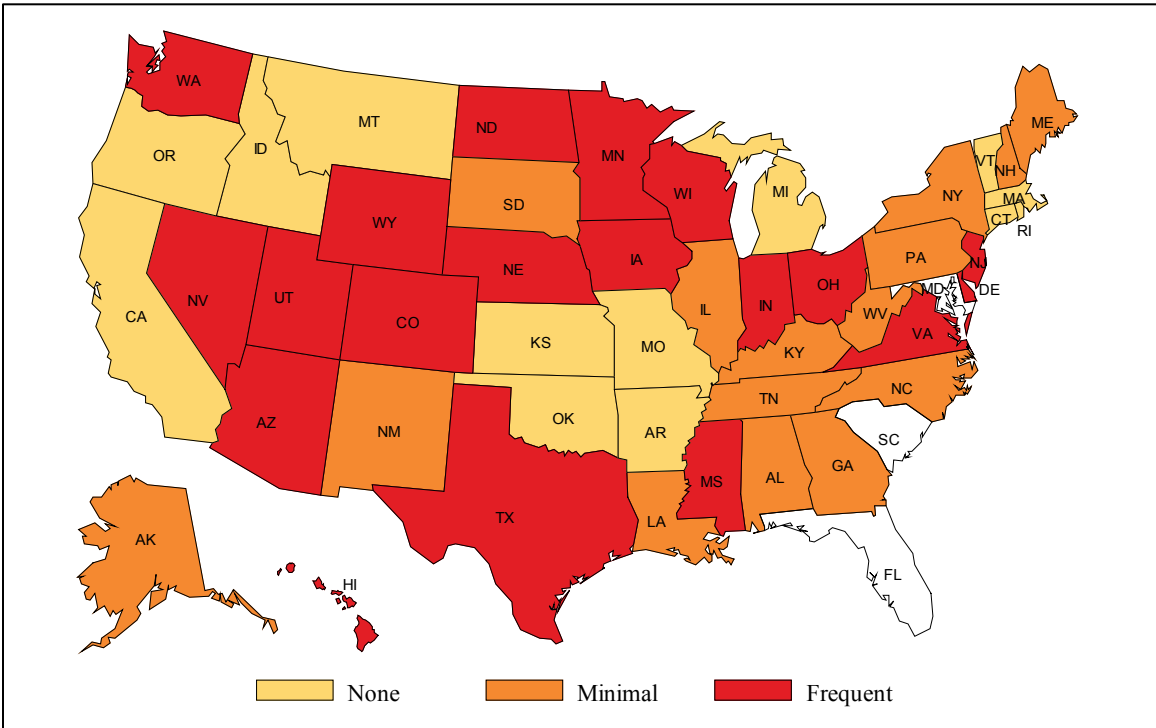 WA
MT
ND
MN
ME
OR
ID
WI
VT
NH
MI
NY
MA
CT
RI
SD
WY
IA
NE
PA
NJ
OH
MD
DE
NV
UT
IL
IN
WV
VA
CA
CO
KS
MO
KY
NC
TN
OK
AR
AZ
NM
SC
MS
AL
GA
TX
LA
AK
FL
HI
None
Minimal
Frequent